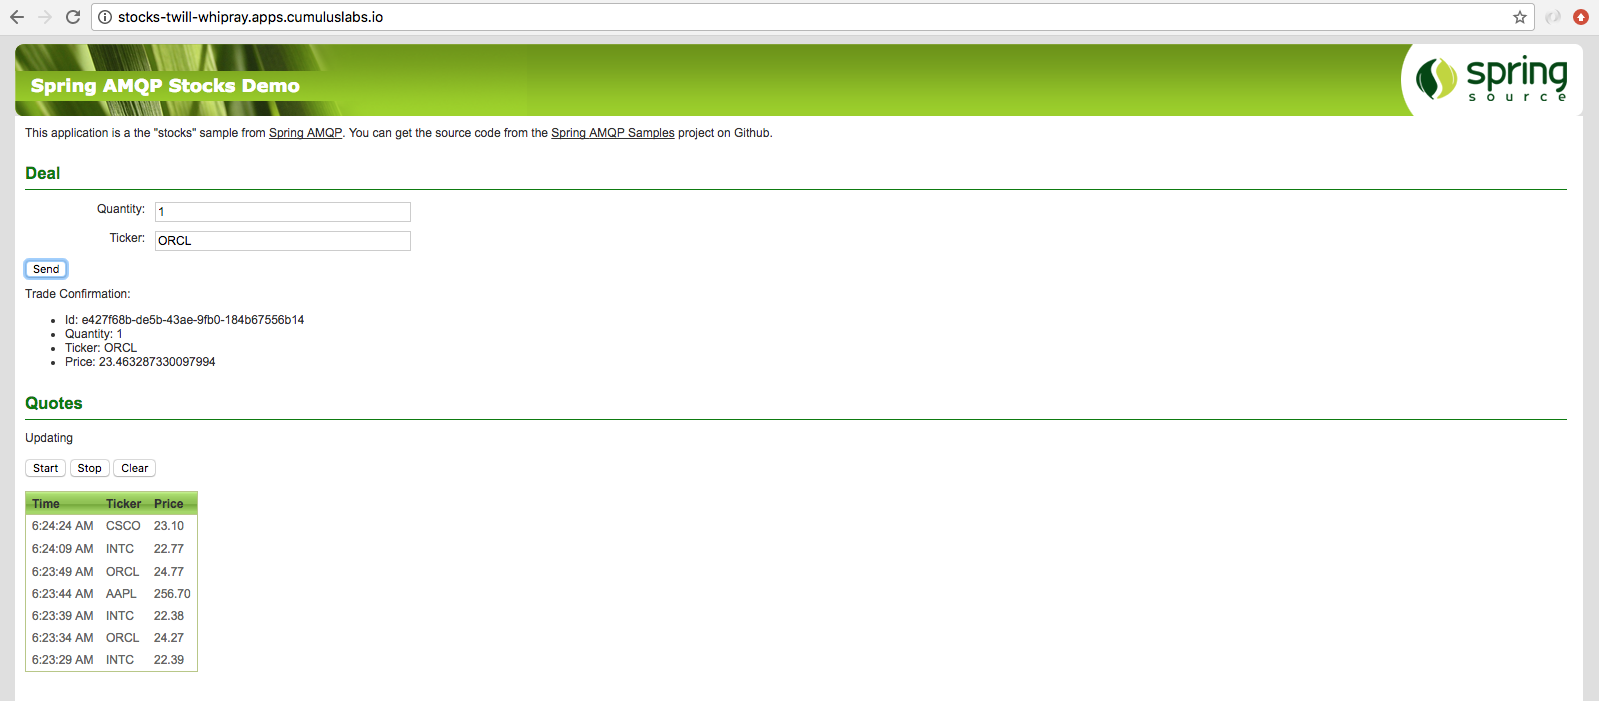 stocks-twill-whipray.apps.cumuluslabs.io
Spring AMQP Stocks Demo
spring
source
This application is a the "stocks" sample from Spring AMQP. You can get the source code from the Spring AMQP Samples project on Github.
Deal
Quantity: 1
Ticker: ORCL
Send
Trade Confirmation:
• Id: e427f68b-de5b-43ae-9fb0-184b67556b14
• Quantity: 1
• Ticker: ORCL
• Price: 23.463287330097994
Quotes
Updating
Start Stop Clear
Time Ticker Price
6:24:24 AM CSCO 23.10
6:24:09 AM INTC 22.77
6:23:49 AM ORCL 24.77
6:23:44 AM AAPL 256.70
6:23:39 AM INTC 22.38
6:23:34 AM ORCL 24.27
6:23:29 AM INTC 22.39